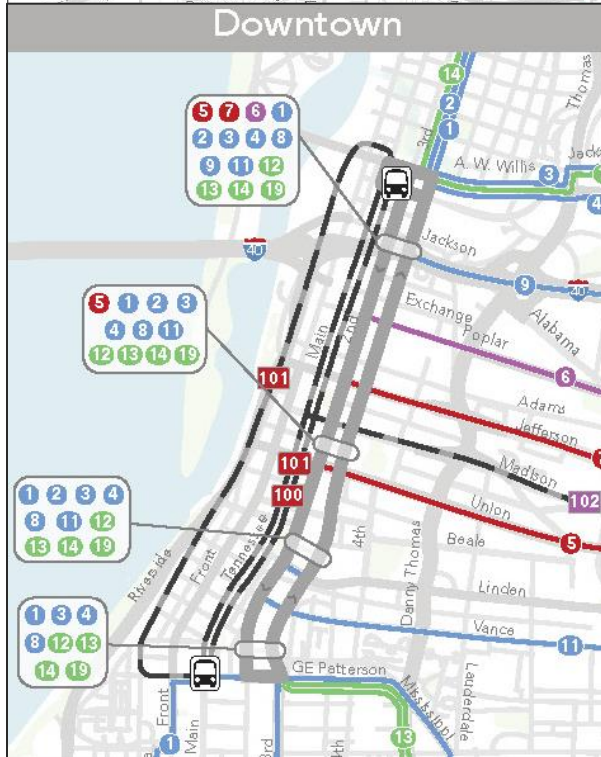 Downtown
14
2
1
3rd
Thomas
5 7 6 1
2 3 4 8
9 11 12
13 14 19
A. W. Willis
3
4
Jackson
40
9
40
Exchange
Poplar
Alabama
6
5 1 2 3
4 8 11
12 13 14 19
Main
2nd
101
Adams
Jefferson
Madison
102
101
100
Union
5
Beale
1 2 3 4
8 11 12
13 14 19
Tennessee
Front
Riverside
4th
Danny Thomas
Linden
Vance
11
1 3 4
8 12 13
14 19
GE Patterson
Mississippi
Lauderdale
Front
Main
1
3rd
4th
13